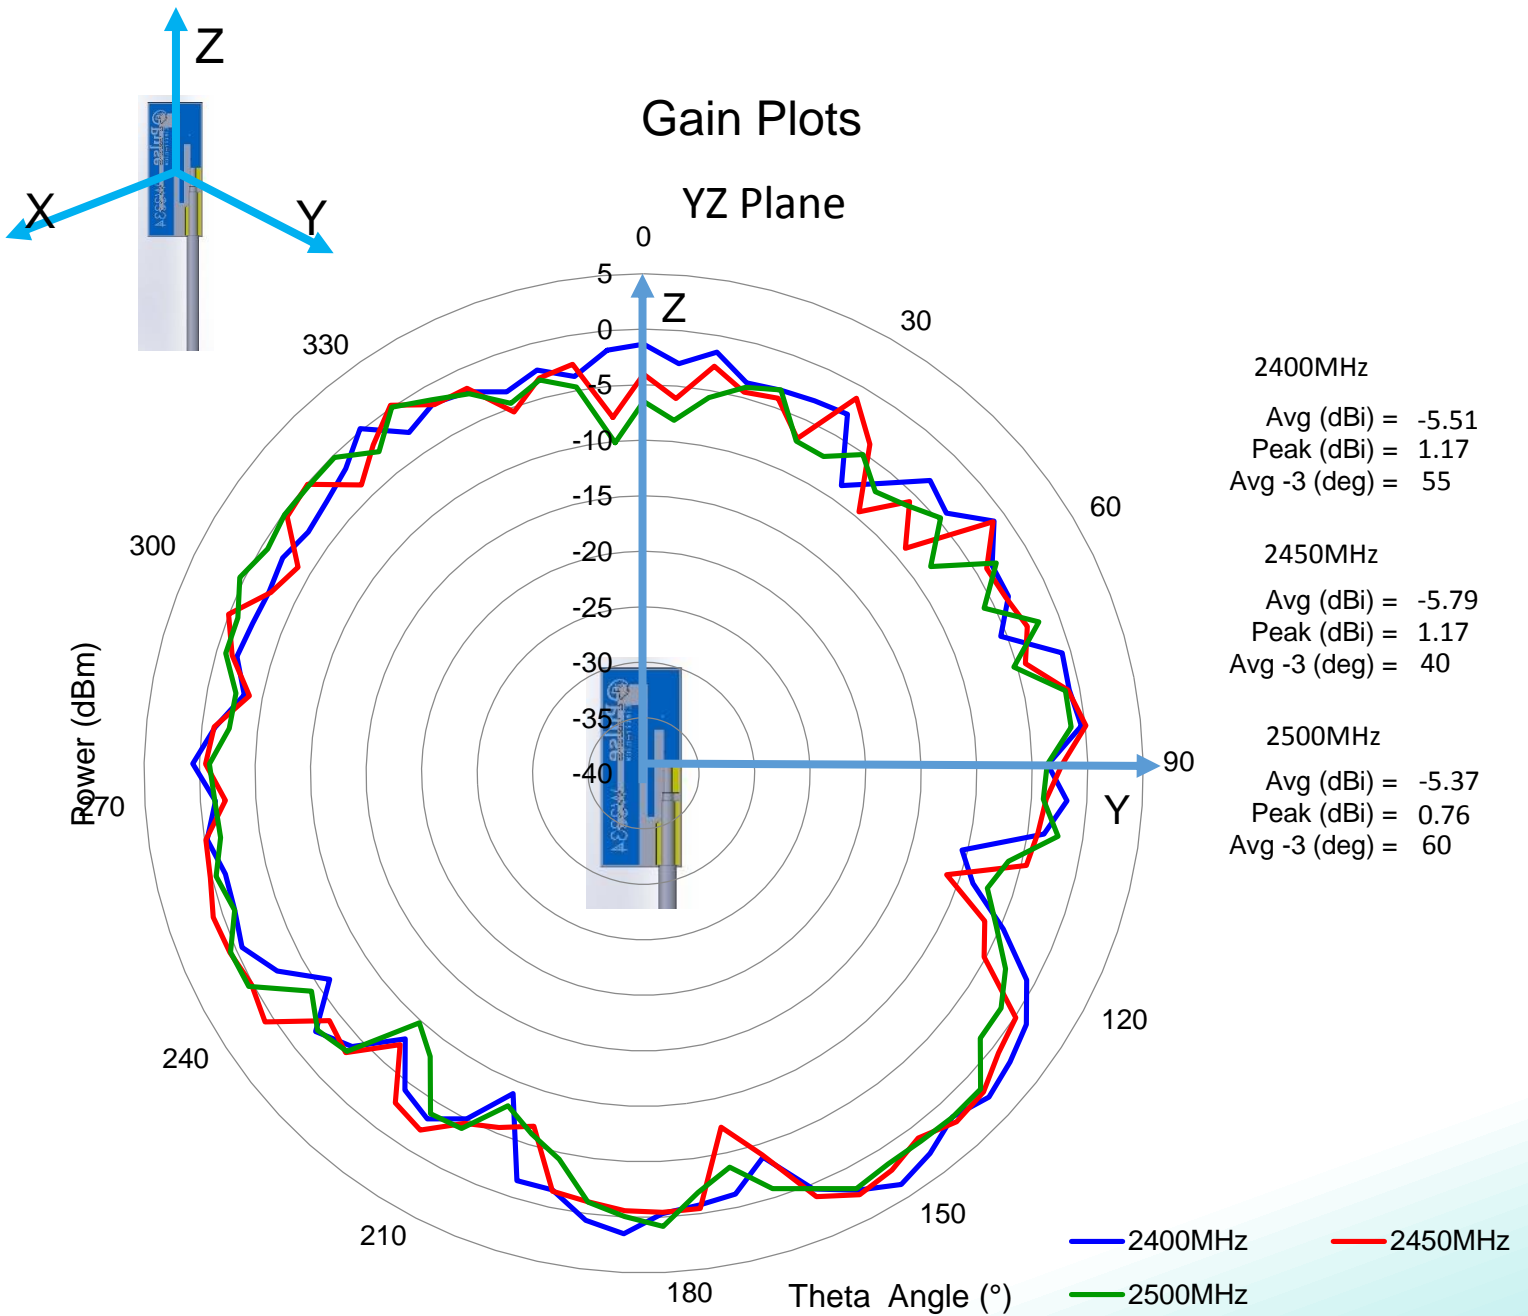 Z
X
Y
Gain Plots
YZ Plane
0
30
60
90
120
150
180
210
240
270
300
330
5
0
-5
-10
-15
-20
-25
-30
-35
-40
Z
Y
Power (dBm)
Theta Angle (°)
2400MHz
Avg (dBi) = -5.51
Peak (dBi) = 1.17
Avg -3 (deg) = 55
2450MHz
Avg (dBi) = -5.79
Peak (dBi) = 1.17
Avg -3 (deg) = 40
2500MHz
Avg (dBi) = -5.37
Peak (dBi) = 0.76
Avg -3 (deg) = 60
2400MHz
2450MHz
2500MHz